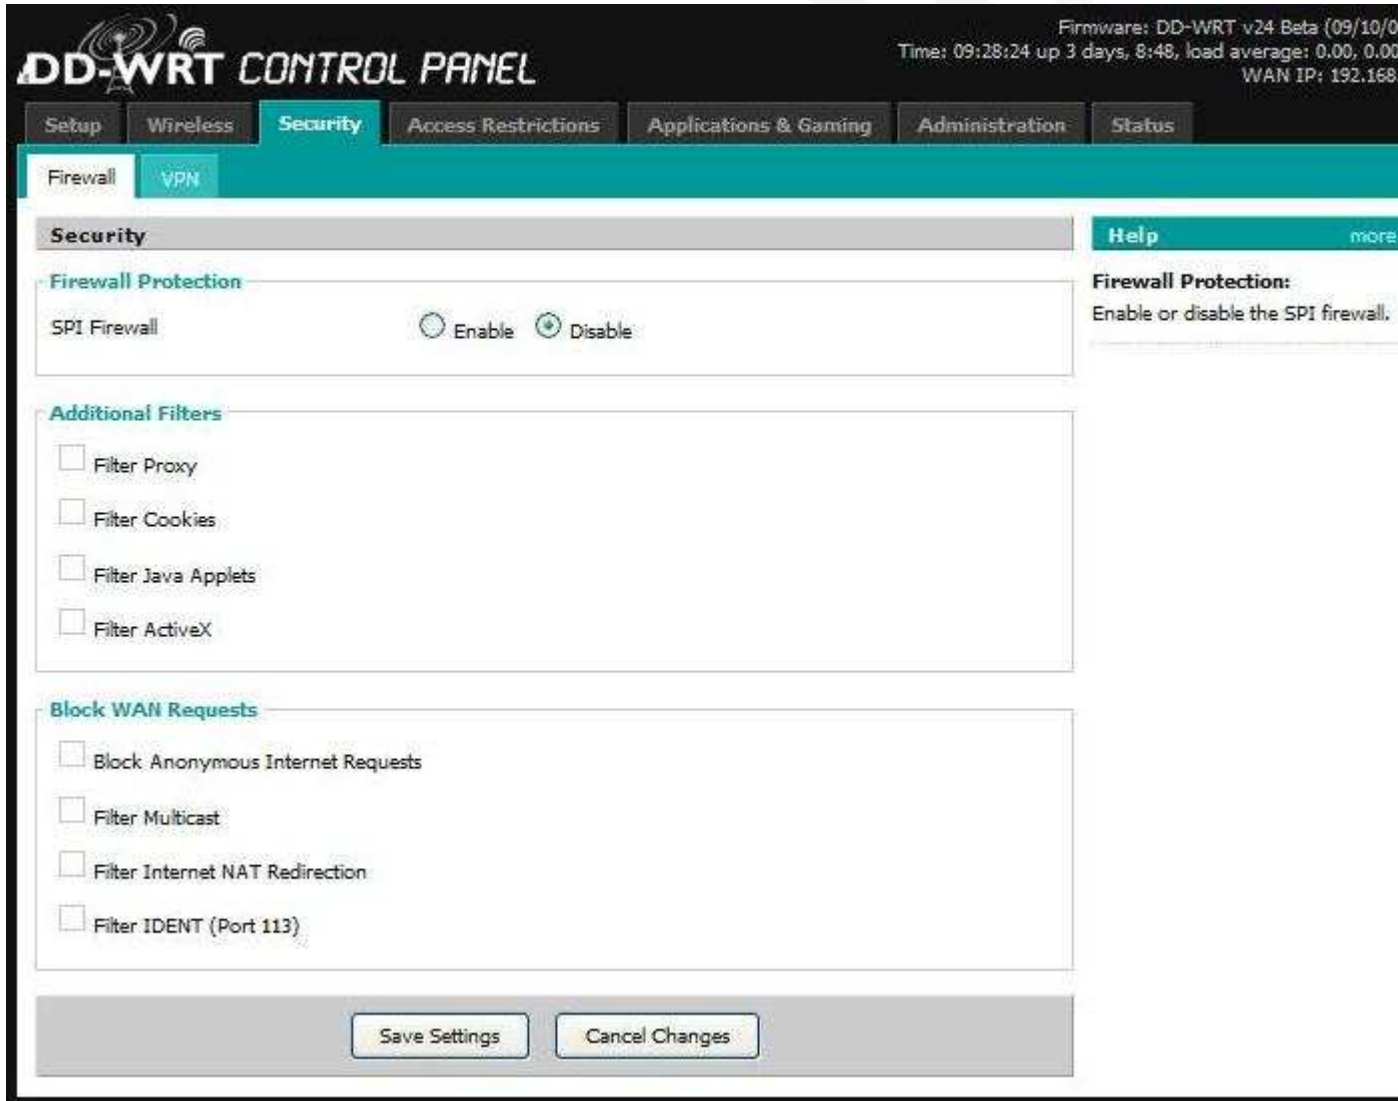 Firmware: DD-WRT v24 Beta (09/10/0
DD-WRT CONTROL PANEL
Time: 09:28:24 up 3 days, 8:48, load average: 0.00, 0.00
WAN IP: 192.168
Setup Wireless Security Access Restrictions Applications & Gaming Administration Status
Firewall VPN
Security
Firewall Protection
SPI Firewall Enable Disable
Additional Filters
Filter Proxy
Filter Cookies
Filter Java Applets
Filter ActiveX
Block WAN Requests
Block Anonymous Internet Requests
Filter Multicast
Filter Internet NAT Redirection
Filter IDENT (Port 113)
Save Settings Cancel Changes
Help more
Firewall Protection:
Enable or disable the SPI firewall.